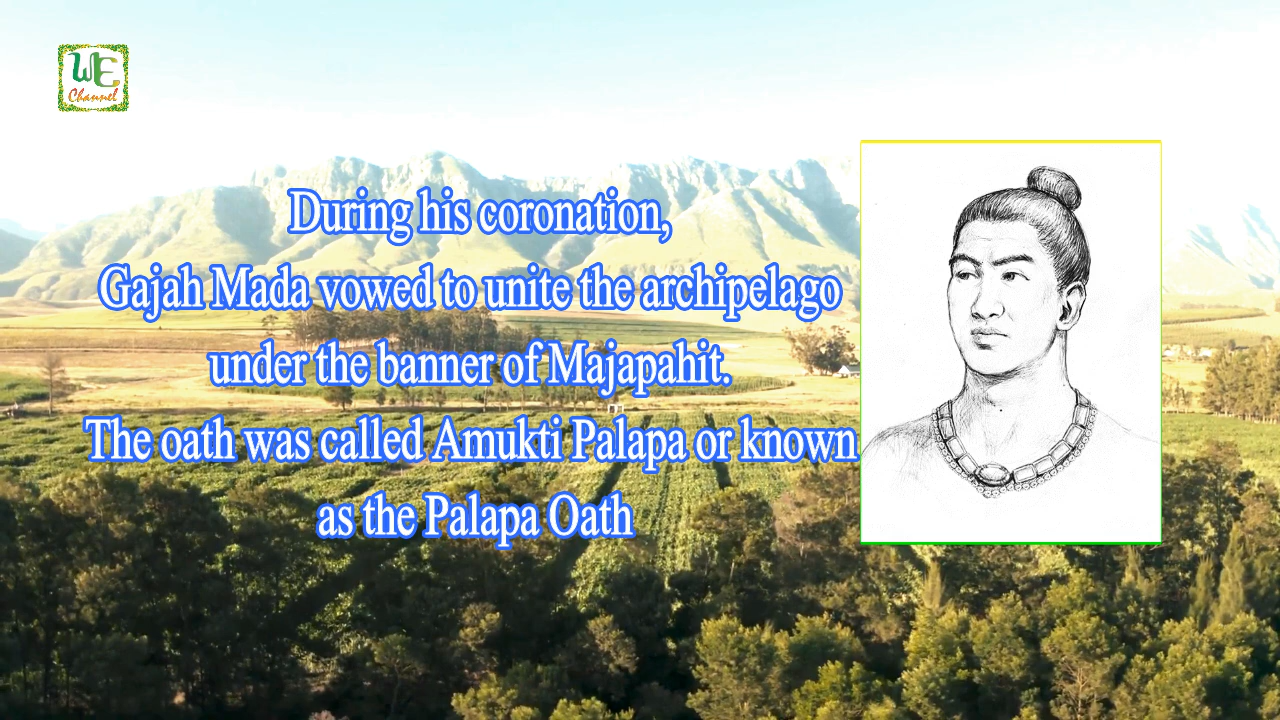 WE
Channel
During his coronation,
Gajah Mada vowed to unite the archipelago
under the banner of Majapahit.
The oath was called Amukti Palapa or known
as the Palapa Oath